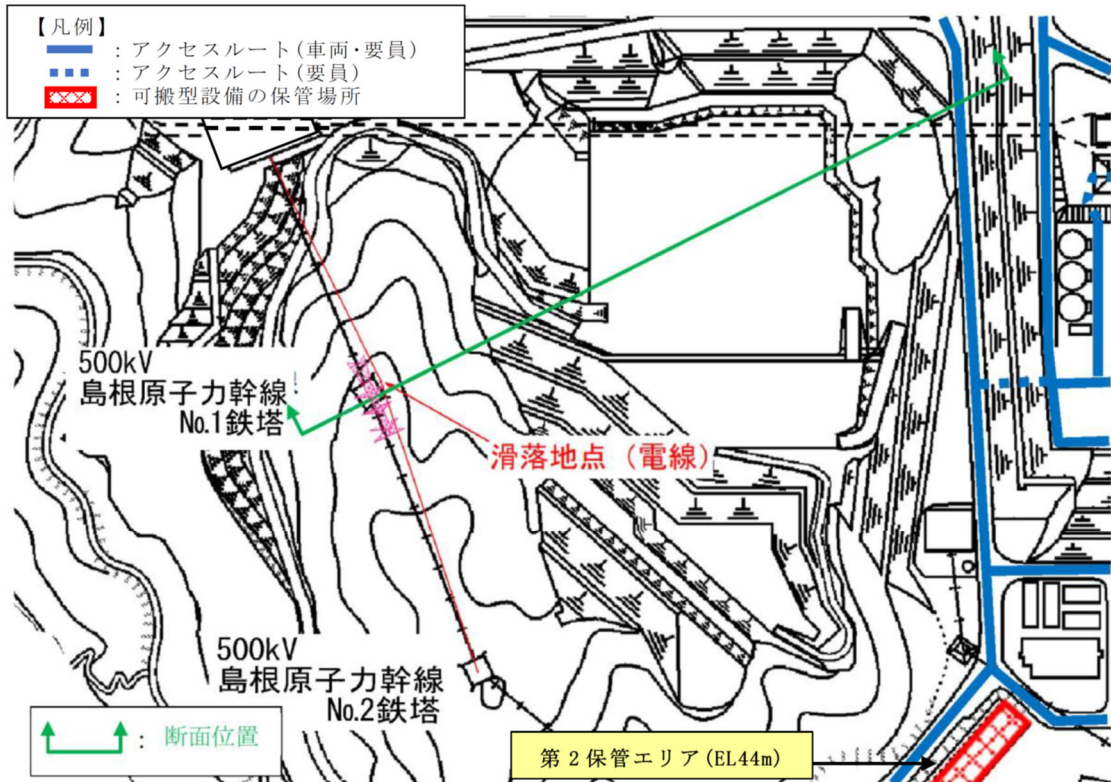 【凡例】
：アクセスルート(車両・要員)
：アクセスルート(要員)
：可搬型設備の保管場所
500kV
島根原子力幹線
No.1鉄塔
滑落地点（電線）
500kV
島根原子力幹線
No.2鉄塔
：断面位置
第2保管エリア(EL44m)